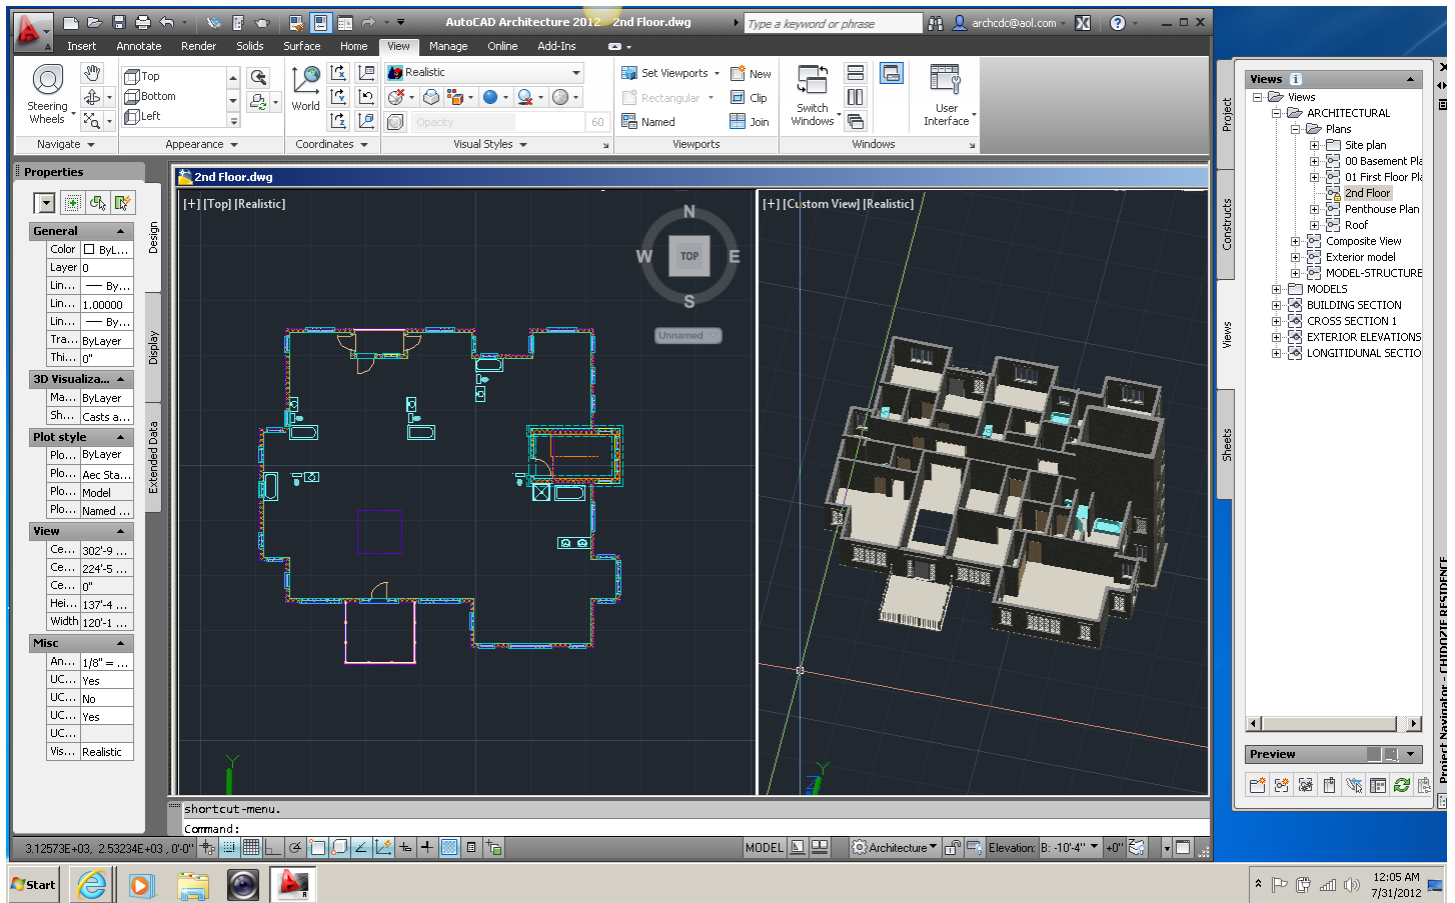 AutoCAD Architecture 2012 2nd Floor.dwg
Type a keyword or phrase
archcdc@aol.com
Insert Annotate Render Solids Surface Home View Manage Online Add-Ins
Steering Wheels
Top
Bottom
Left
World
Realistic
Opacity 60
Set Viewports
Rectangular
Named
New
Clip
Join
Switch Windows
User Interface
Navigate Appearance Coordinates Visual Styles Viewports Windows
Properties
General
Color ByL...
Layer 0
Lin... By...
Lin... 1.00000
Lin... By...
Tra... ByLayer
Thi... 0"
3D Visualiza...
Ma... ByLayer
Sh... Casts a...
Plot style
Plo... ByLayer
Plo... Aec Sta...
Plo... Model
Plo... Named ...
View
Ce... 302'-9 ...
Ce... 224'-5 ...
Ce... 0"
Hei... 137'-4 ...
Width 120'-1 ...
Misc
An... 1/8" = ...
UC... Yes
UC... No
UC... Yes
UC...
Vis... Realistic
Design
Display
Extended Data
2nd Floor.dwg
[+] [Top] [Realistic]
N
W TOP E
S
Unnamed
Y
[+] [Custom View] [Realistic]
Y
Z
shortcut-menu.
Command:
3.12573E+03, 2.53234E+03, 0'-0"
MODEL
Architecture
Elevation: B: -10'-4" +0"
Project
Constructs
Views
Sheets
Views
Views
ARCHITECTURAL
Plans
Site plan
00 Basement Pla
01 First Floor Pla
2nd Floor
Penthouse Plan
Roof
Composite View
Exterior model
MODEL-STRUCTURE
MODELS
BUILDING SECTION
CROSS SECTION 1
EXTERIOR ELEVATIONS
LONGITIDUNAL SECTIO
Preview
Project Navigator - CHIDOZIE RESIDENCE
Start
12:05 AM
7/31/2012